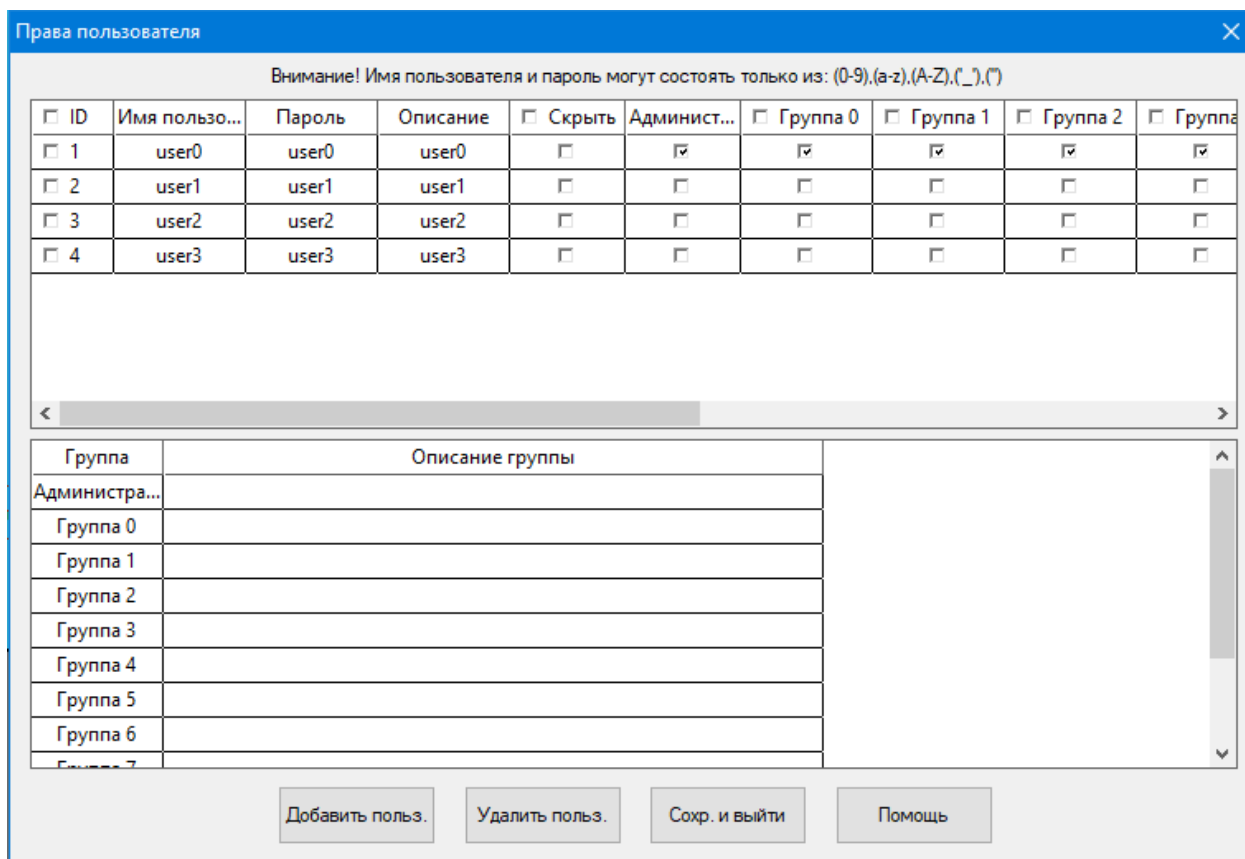 Права пользователя
Внимание! Имя пользователя и пароль могут состоять только из: (0-9),(a-z),(A-Z),('_'),('')
ID Имя пользо... Пароль Описание Скрыть Админист... Группа 0 Группа 1 Группа 2 Группа
1 user0 user0 user0
2 user1 user1 user1
3 user2 user2 user2
4 user3 user3 user3
Группа Описание группы
Администра...
Группа 0
Группа 1
Группа 2
Группа 3
Группа 4
Группа 5
Группа 6
Группа 7
Добавить польз. Удалить польз. Сохр. и выйти Помощь